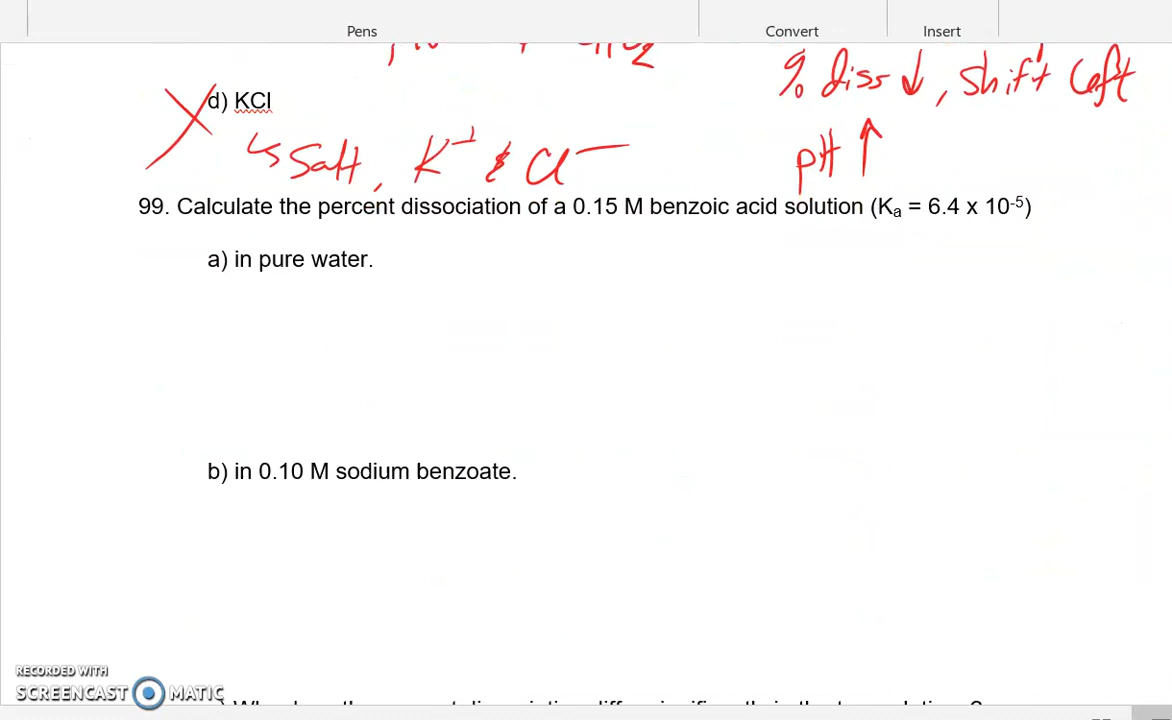 Pens Convert Insert
% diss ↓, shift left
d) KCl
↳ Salt, K⁺ & Cl⁻ pH ↑
99. Calculate the percent dissociation of a 0.15 M benzoic acid solution (Ka = 6.4 x 10-5)
a) in pure water.
b) in 0.10 M sodium benzoate.
RECORDED WITH
SCREENCAST MATIC